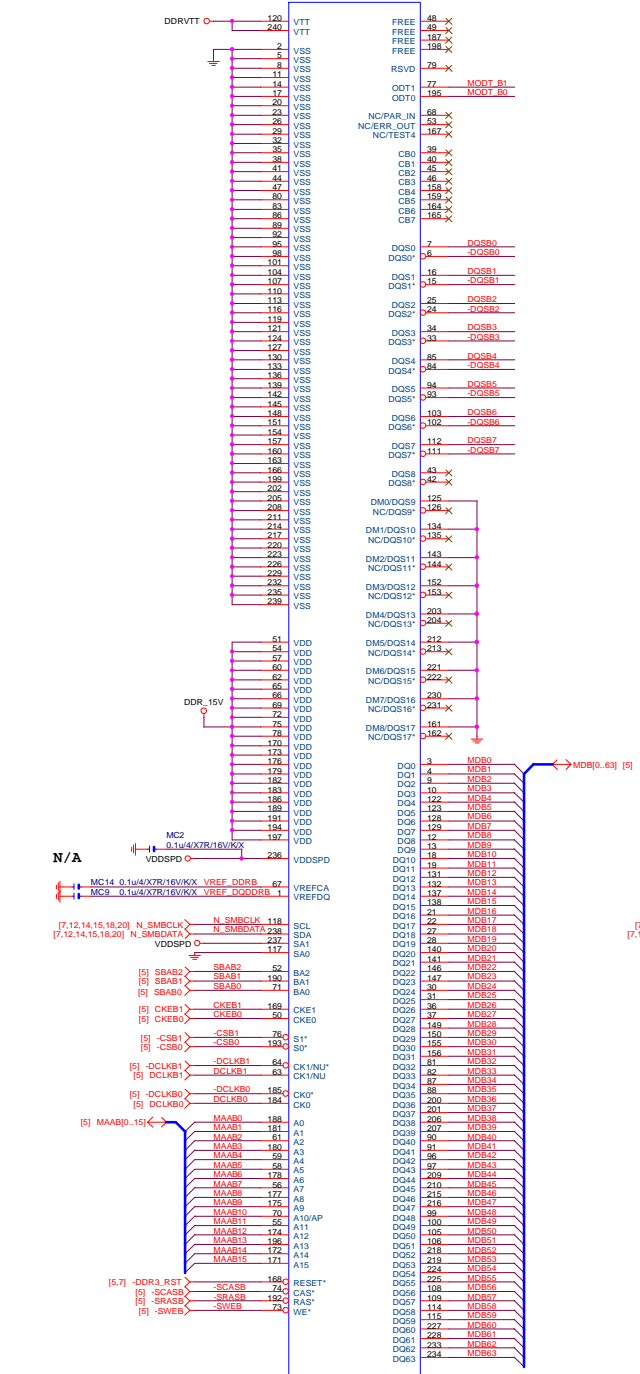 DDRVTT 120 VTT
240 VTT
2 VSS
5 VSS
8 VSS
11 VSS
14 VSS
17 VSS
20 VSS
23 VSS
26 VSS
29 VSS
32 VSS
35 VSS
38 VSS
41 VSS
44 VSS
47 VSS
80 VSS
83 VSS
86 VSS
89 VSS
92 VSS
95 VSS
98 VSS
101 VSS
104 VSS
107 VSS
110 VSS
113 VSS
116 VSS
119 VSS
121 VSS
124 VSS
127 VSS
130 VSS
133 VSS
136 VSS
139 VSS
142 VSS
145 VSS
148 VSS
151 VSS
154 VSS
157 VSS
160 VSS
163 VSS
166 VSS
199 VSS
202 VSS
205 VSS
208 VSS
211 VSS
214 VSS
217 VSS
220 VSS
223 VSS
226 VSS
229 VSS
232 VSS
235 VSS
239 VSS
51 VDD
54 VDD
57 VDD
60 VDD
62 VDD
65 VDD
66 VDD
DDR_15V
69 VDD
72 VDD
75 VDD
78 VDD
170 VDD
173 VDD
176 VDD
179 VDD
182 VDD
183 VDD
186 VDD
189 VDD
191 VDD
194 VDD
197 VDD
MC2
0.1u/4/X7R/16V/K/X
N/A
VDDSPD 236 VDDSPD
MC14 0.1u/4/X7R/16V/K/X VREF_DDRB 67 VREFCA
MC9 0.1u/4/X7R/16V/K/X VREF_DQDDRB 1 VREFDQ
[7,12,14,15,18,20] N_SMBCLK N_SMBCLK 118 SCL
[7,12,14,15,18,20] N_SMBDATA N_SMBDATA 238 SDA
VDDSPD 237 SA1
117 SA0
[5] SBAB2 SBAB2 52 BA2
[5] SBAB1 SBAB1 190 BA1
[5] SBAB0 SBAB0 71 BA0
[5] CKEB1 CKEB1 169 CKE1
[5] CKEB0 CKEB0 50 CKE0
[5] -CSB1 -CSB1 76 S1*
[5] -CSB0 -CSB0 193 S0*
[5] -DCLKB1 -DCLKB1 64 CK1/NU*
[5] DCLKB1 DCLKB1 63 CK1/NU
[5] -DCLKB0 -DCLKB0 185 CK0*
[5] DCLKB0 DCLKB0 184 CK0
[5] MAAB[0..15] MAAB0 188 A0
MAAB1 181 A1
MAAB2 61 A2
MAAB3 180 A3
MAAB4 59 A4
MAAB5 58 A5
MAAB6 178 A6
MAAB7 56 A7
MAAB8 177 A8
MAAB9 175 A9
MAAB10 70 A10/AP
MAAB11 55 A11
MAAB12 174 A12
MAAB13 196 A13
MAAB14 172 A14
MAAB15 171 A15
[5,7] -DDR3_RST 168 RESET*
[5] -SCASB -SCASB 74 CAS*
[5] -SRASB -SRASB 192 RAS*
[5] -SWEB -SWEB 73 WE*
FREE 48
FREE 49
FREE 187
FREE 198
RSVD 79
ODT1 77 MODT_B1
ODT0 195 MODT_B0
NC/PAR_IN 68
NC/ERR_OUT 53
NC/TEST4 167
CB0 39
CB1 40
CB2 45
CB3 46
CB4 158
CB5 159
CB6 164
CB7 165
DQS0 7 DQSB0
DQS0* 6 -DQSB0
DQS1 16 DQSB1
DQS1* 15 -DQSB1
DQS2 25 DQSB2
DQS2* 24 -DQSB2
DQS3 34 DQSB3
DQS3* 33 -DQSB3
DQS4 85 DQSB4
DQS4* 84 -DQSB4
DQS5 94 DQSB5
DQS5* 93 -DQSB5
DQS6 103 DQSB6
DQS6* 102 -DQSB6
DQS7 112 DQSB7
DQS7* 111 -DQSB7
DQS8 43
DQS8* 42
DM0/DQS9 125
NC/DQS9* 126
DM1/DQS10 134
NC/DQS10* 135
DM2/DQS11 143
NC/DQS11* 144
DM3/DQS12 152
NC/DQS12* 153
DM4/DQS13 203
NC/DQS13* 204
DM5/DQS14 212
NC/DQS14* 213
DM6/DQS15 221
NC/DQS15* 222
DM7/DQS16 230
NC/DQS16* 231
DM8/DQS17 161
NC/DQS17* 162
DQ0 3 MDB0 MDB[0..63] [5]
DQ1 4 MDB1
DQ2 9 MDB2
DQ3 10 MDB3
DQ4 122 MDB4
DQ5 123 MDB5
DQ6 128 MDB6
DQ7 129 MDB7
DQ8 12 MDB8
DQ9 13 MDB9
DQ10 18 MDB10
DQ11 19 MDB11
DQ12 131 MDB12
DQ13 132 MDB13
DQ14 137 MDB14
DQ15 138 MDB15
DQ16 21 MDB16
DQ17 22 MDB17
DQ18 27 MDB18
DQ19 28 MDB19
DQ20 140 MDB20
DQ21 141 MDB21
DQ22 146 MDB22
DQ23 147 MDB23
DQ24 30 MDB24
DQ25 31 MDB25
DQ26 36 MDB26
DQ27 37 MDB27
DQ28 149 MDB28
DQ29 150 MDB29
DQ30 155 MDB30
DQ31 156 MDB31
DQ32 81 MDB32
DQ33 82 MDB33
DQ34 87 MDB34
DQ35 88 MDB35
DQ36 200 MDB36
DQ37 201 MDB37
DQ38 206 MDB38
DQ39 207 MDB39
DQ40 90 MDB40
DQ41 91 MDB41
DQ42 96 MDB42
DQ43 97 MDB43
DQ44 209 MDB44
DQ45 210 MDB45
DQ46 215 MDB46
DQ47 216 MDB47
DQ48 99 MDB48
DQ49 100 MDB49
DQ50 105 MDB50
DQ51 106 MDB51
DQ52 218 MDB52
DQ53 219 MDB53
DQ54 224 MDB54
DQ55 225 MDB55
DQ56 108 MDB56
DQ57 109 MDB57
DQ58 114 MDB58
DQ59 115 MDB59
DQ60 227 MDB60
DQ61 228 MDB61
DQ62 233 MDB62
DQ63 234 MDB63